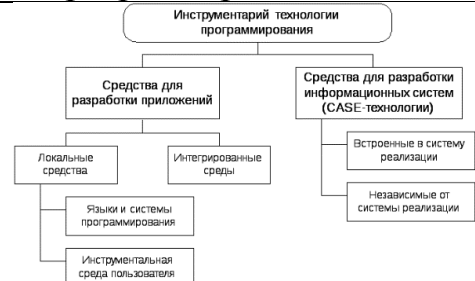 Инструментарий технологии
программирования
Средства для
разработки приложений
Средства для разработки
информационных систем
(CASE-технологии)
Локальные
средства
Интегрированные
среды
Встроенные в систему
реализации
Независимые от
системы реализации
Языки и системы
программирования
Инструментальная
среда пользователя